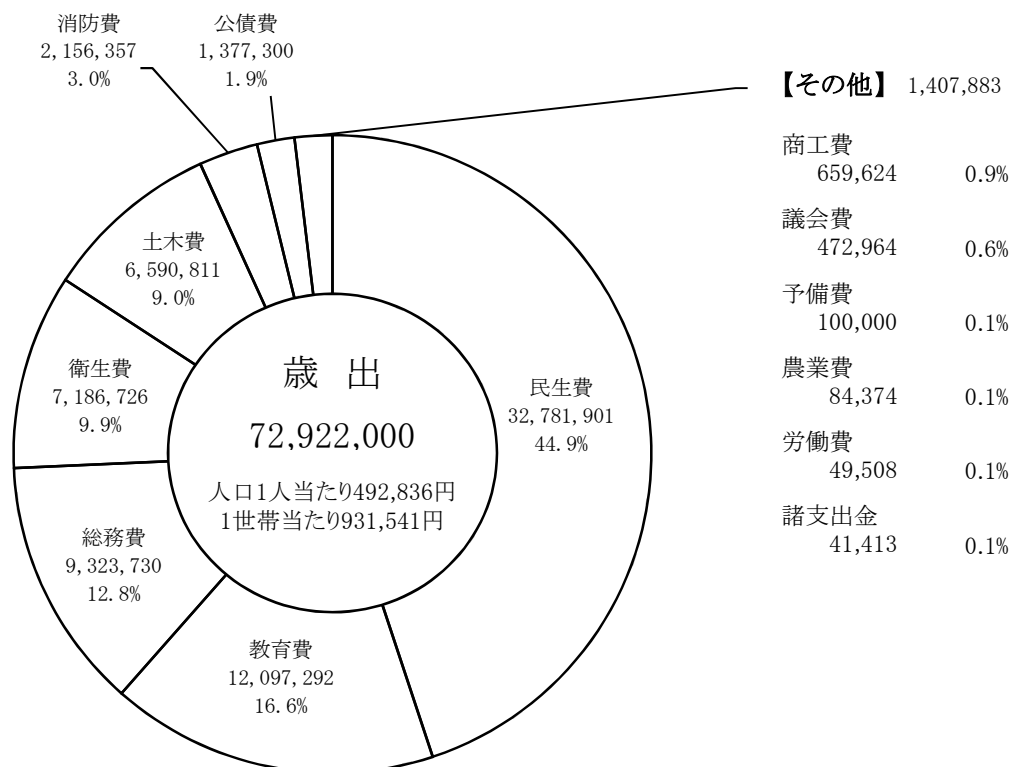 消防費
2,156,357
3.0%
公債費
1,377,300
1.9%
【その他】 1,407,883
商工費
659,624 0.9%
議会費
472,964 0.6%
予備費
100,000 0.1%
農業費
84,374 0.1%
労働費
49,508 0.1%
諸支出金
41,413 0.1%
土木費
6,590,811
9.0%
衛生費
7,186,726
9.9%
総務費
9,323,730
12.8%
教育費
12,097,292
16.6%
民生費
32,781,901
44.9%
歳 出
72,922,000
人口1人当たり492,836円
1世帯当たり931,541円